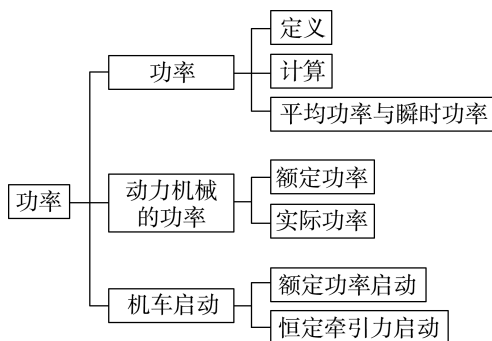 功率
功率
定义
计算
平均功率与瞬时功率
动力机械
的功率
额定功率
实际功率
机车启动
额定功率启动
恒定牵引力启动